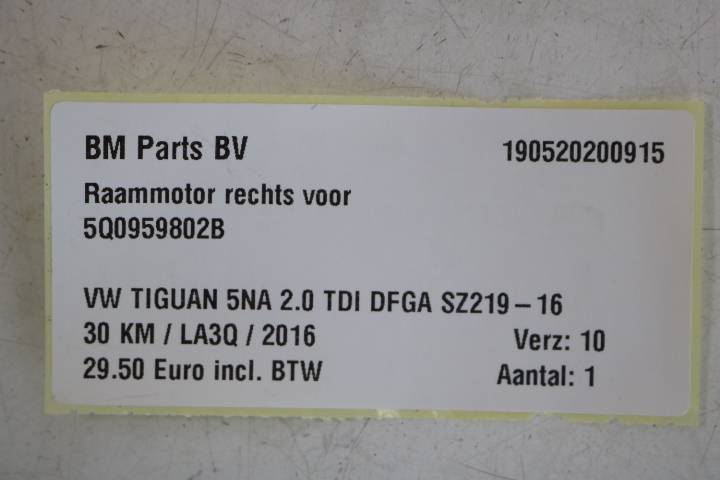 BM Parts BV 190520200915
Raammotor rechts voor
5Q0959802B
VW TIGUAN 5NA 2.0 TDI DFGA SZ219-16
30 KM / LA3Q / 2016 Verz: 10
29.50 Euro incl. BTW Aantal: 1